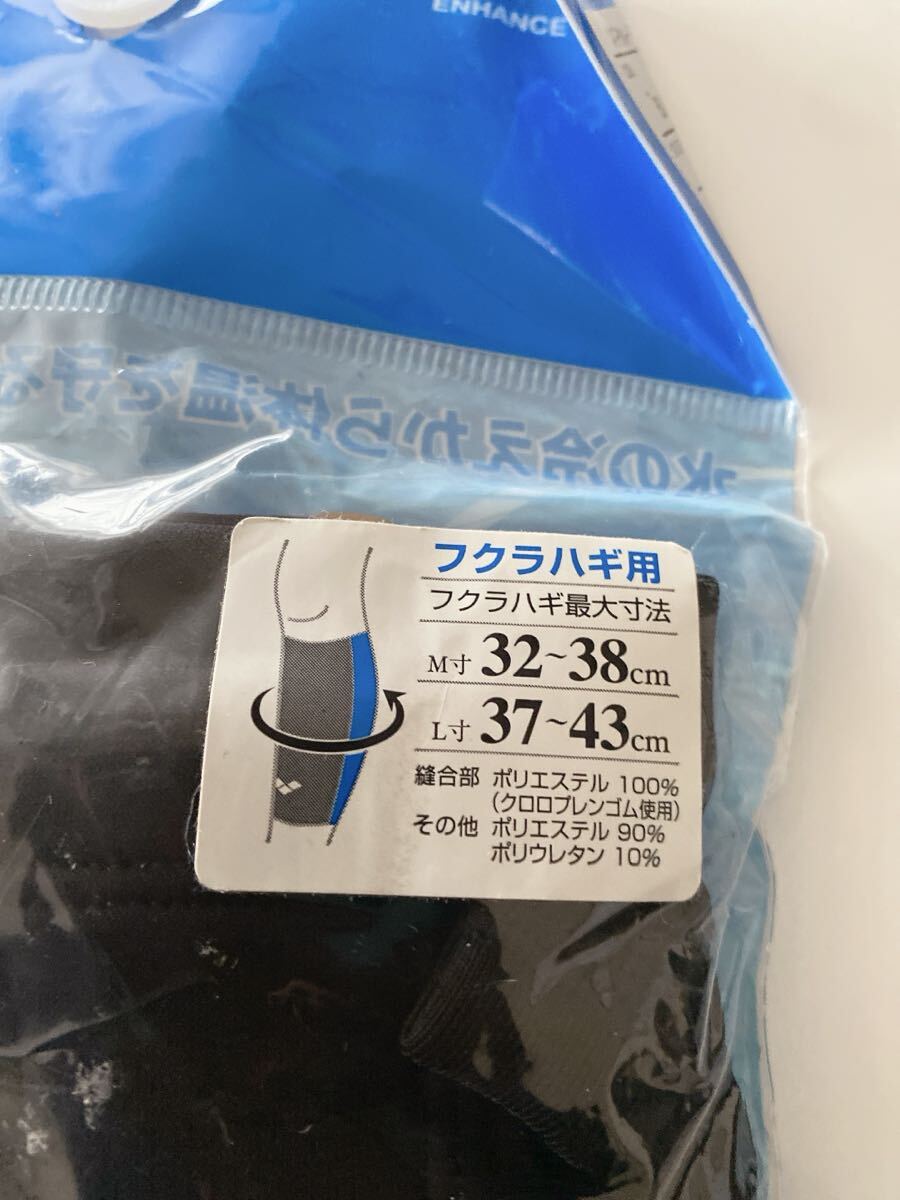 ENHANCE
水の冷えから体温を守る
フクラハギ用
フクラハギ最大寸法
M寸 32~38cm
L寸 37~43cm
縫合部 ポリエステル 100%
(クロロプレンゴム使用)
その他 ポリエステル 90%
ポリウレタン 10%